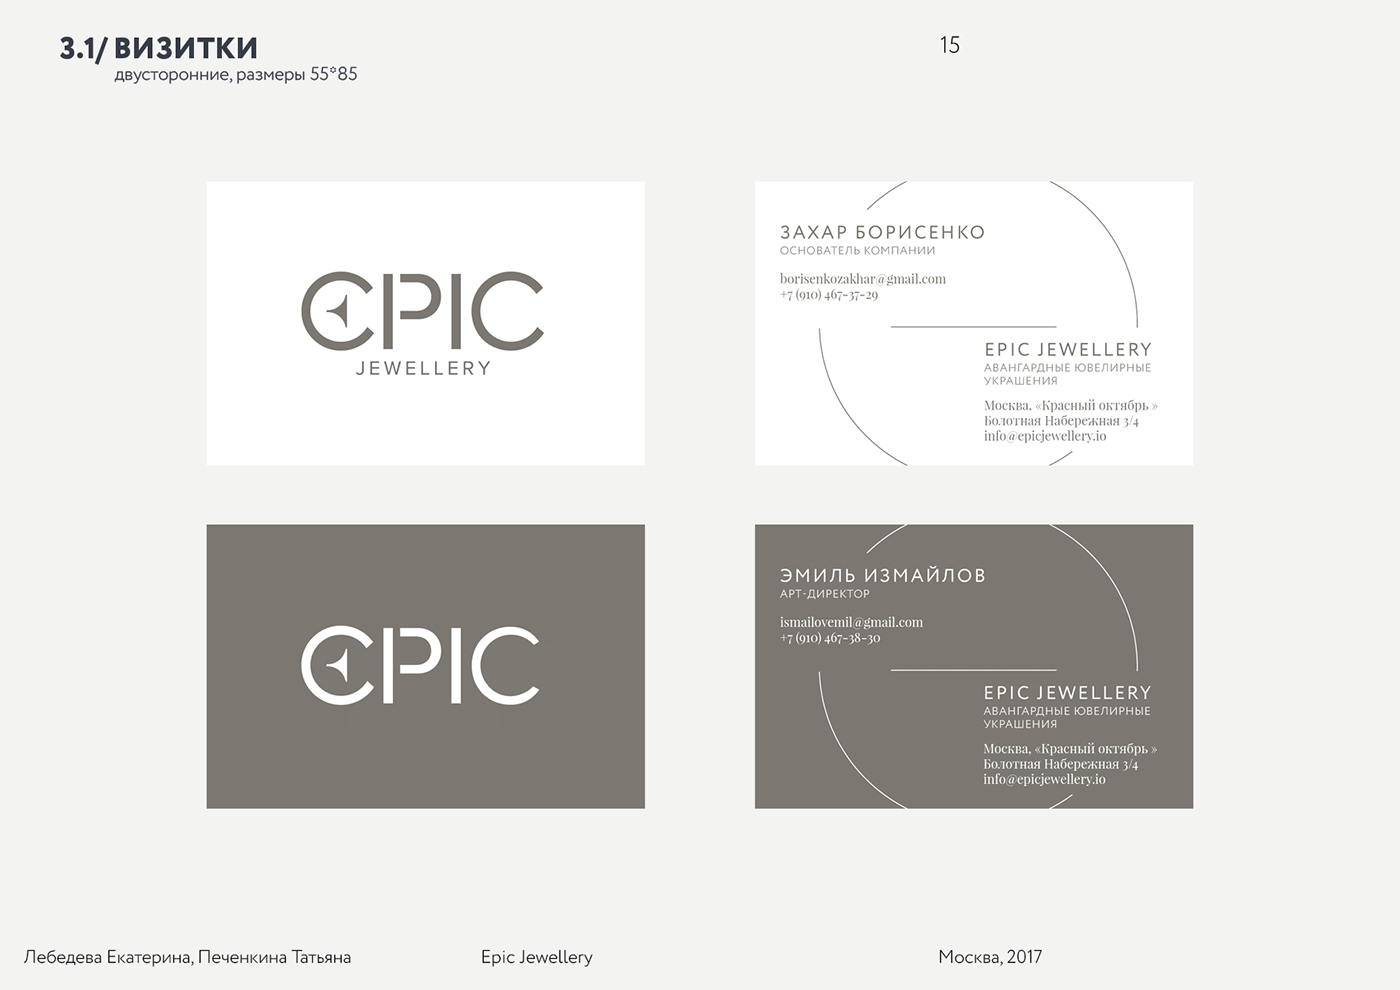 3.1/ ВИЗИТКИ
двусторонние, размеры 55*85
15
EPIC
JEWELLERY
ЗАХАР БОРИСЕНКО
ОСНОВАТЕЛЬ КОМПАНИИ
borisenkozakhar@gmail.com
+7 (910) 467-37-29
EPIC JEWELLERY
АВАНГАРДНЫЕ ЮВЕЛИРНЫЕ
УКРАШЕНИЯ
Москва, «Красный октябрь »
Болотная Набережная 3/4
info@epicjewellery.io
EPIC
ЭМИЛЬ ИЗМАЙЛОВ
АРТ-ДИРЕКТОР
ismailovemil@gmail.com
+7 (910) 467-38-30
EPIC JEWELLERY
АВАНГАРДНЫЕ ЮВЕЛИРНЫЕ
УКРАШЕНИЯ
Москва, «Красный октябрь »
Болотная Набережная 3/4
info@epicjewellery.io
Лебедева Екатерина, Печенкина Татьяна
Epic Jewellery
Москва, 2017